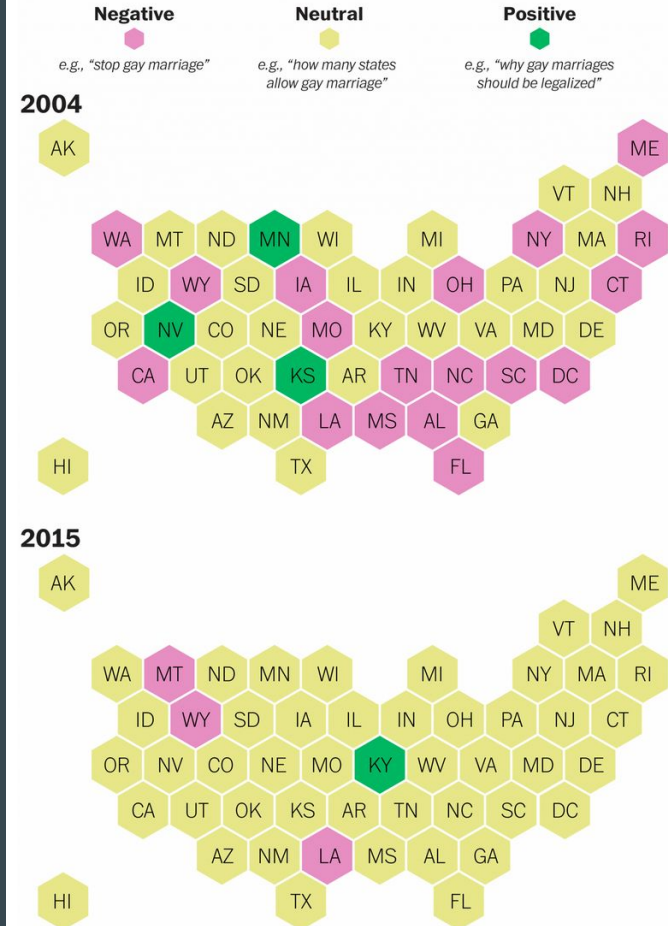 Negative Neutral Positive
e.g., “stop gay marriage” e.g., “how many states e.g., “why gay marriages
allow gay marriage” should be legalized”
2004
AK ME
VT NH
WA MT ND MN WI MI NY MA RI
ID WY SD IA IL IN OH PA NJ CT
OR NV CO NE MO KY WV VA MD DE
CA UT OK KS AR TN NC SC DC
AZ NM LA MS AL GA
HI TX FL
2015
AK ME
VT NH
WA MT ND MN WI MI NY MA RI
ID WY SD IA IL IN OH PA NJ CT
OR NV CO NE MO KY WV VA MD DE
CA UT OK KS AR TN NC SC DC
AZ NM LA MS AL GA
HI TX FL